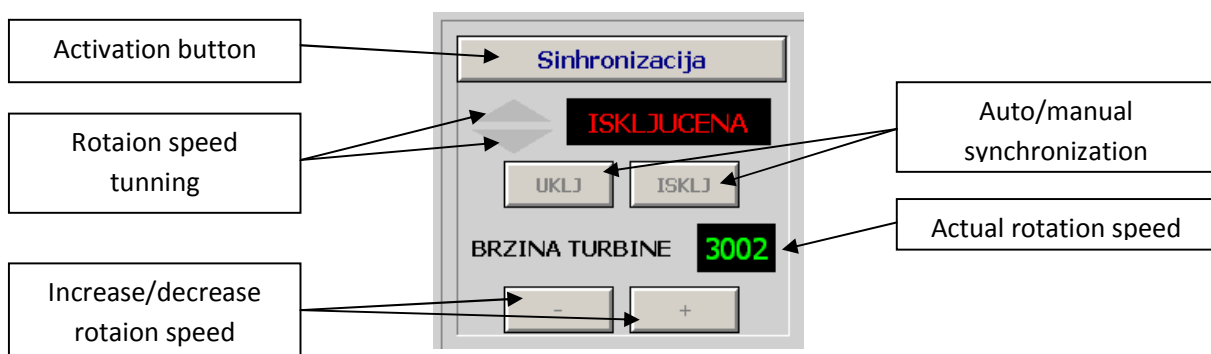 Activation button
Rotaion speed
tunning
Increase/decrease
rotaion speed
Sinhronizacija
ISKLJUCENA
UKLJ
ISKLJ
BRZINA TURBINE
3002
-
+
Auto/manual
synchronization
Actual rotation speed